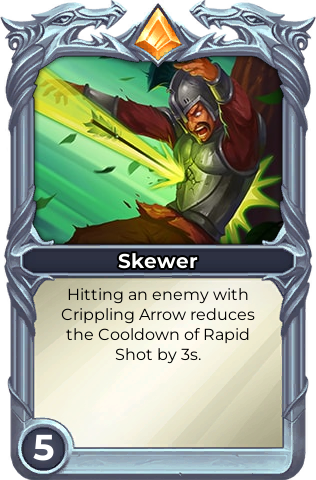 Skewer
Hitting an enemy with
Crippling Arrow reduces
the Cooldown of Rapid
Shot by 3s.
5